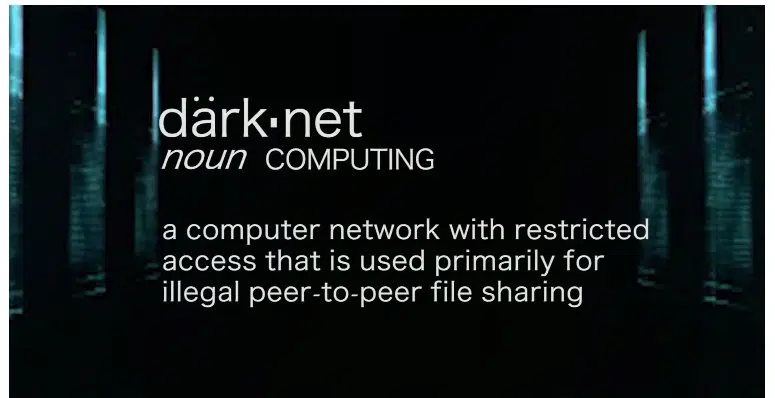 därk·net
noun COMPUTING
a computer network with restricted
access that is used primarily for
illegal peer-to-peer file sharing